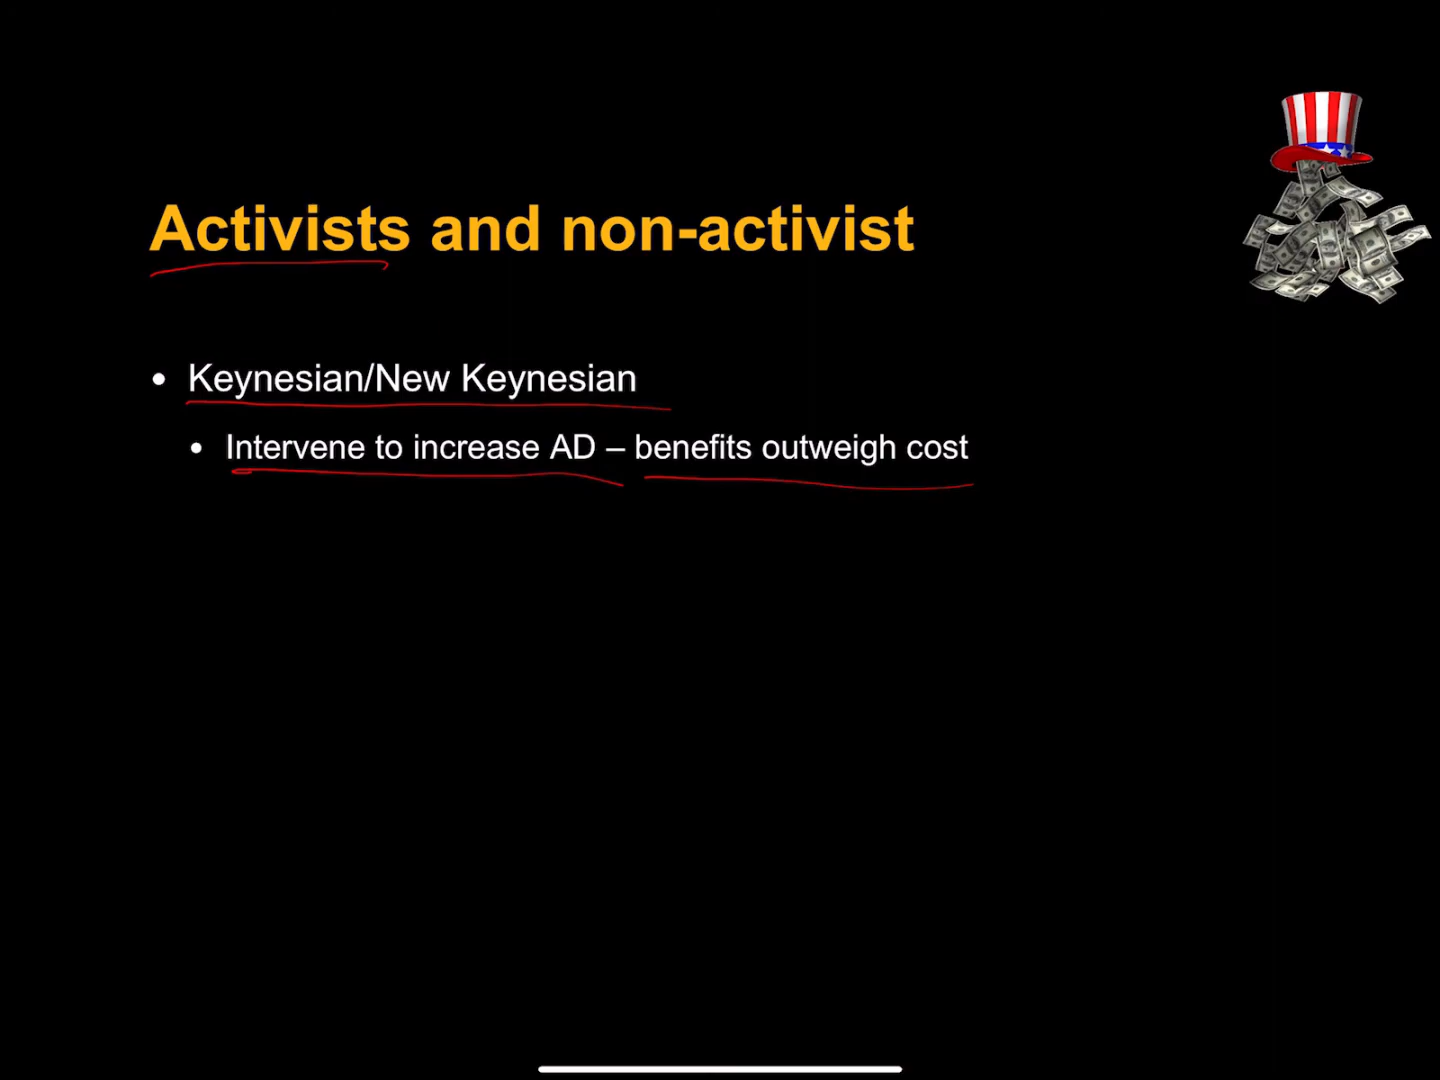 Activists and non-activist
• Keynesian/New Keynesian
• Intervene to increase AD – benefits outweigh cost